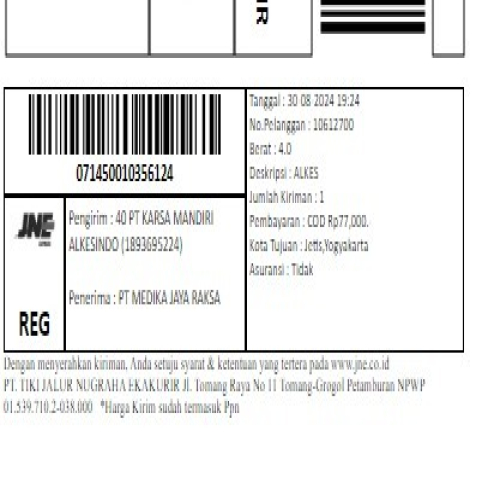 UR
071450010356124
JNE
EXPRESS
REG
Pengirim : 40 PT KARSA MANDIRI
ALKESINDO (1893695224)
Penerima : PT MEDIKA JAYA RAKSA
Tanggal : 30 08 2024 19:24
No.Pelanggan : 10612700
Berat : 4.0
Deskripsi : ALKES
Jumlah Kiriman : 1
Pembayaran : COD Rp77,000.
Kota Tujuan : Jetis,Yogyakarta
Asuransi : Tidak
Dengan menyerahkan kiriman, Anda setuju syarat & ketentuan yang tertera pada www.jne.co.id
PT. TIKI JALUR NUGRAHA EKAKURIR Jl. Tomang Raya No 11 Tomang-Grogol Petamburan NPWP
01.539.710.2-038.000 *Harga Kirim sudah termasuk Ppn